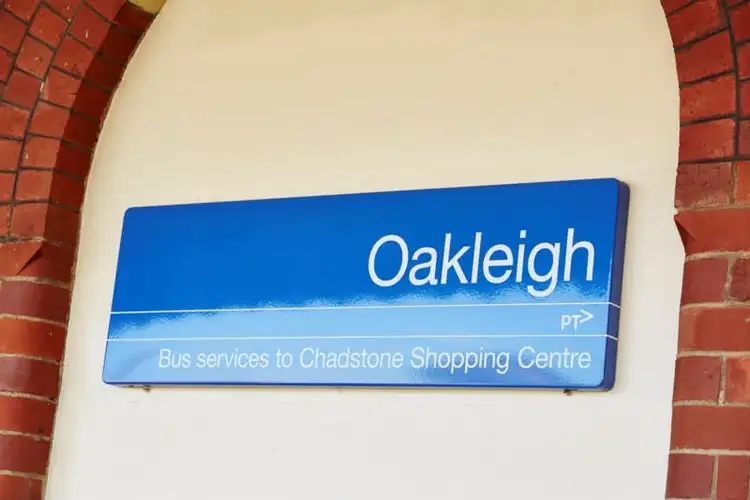 Oakleigh
PT>
Bus services to Chadstone Shopping Centre